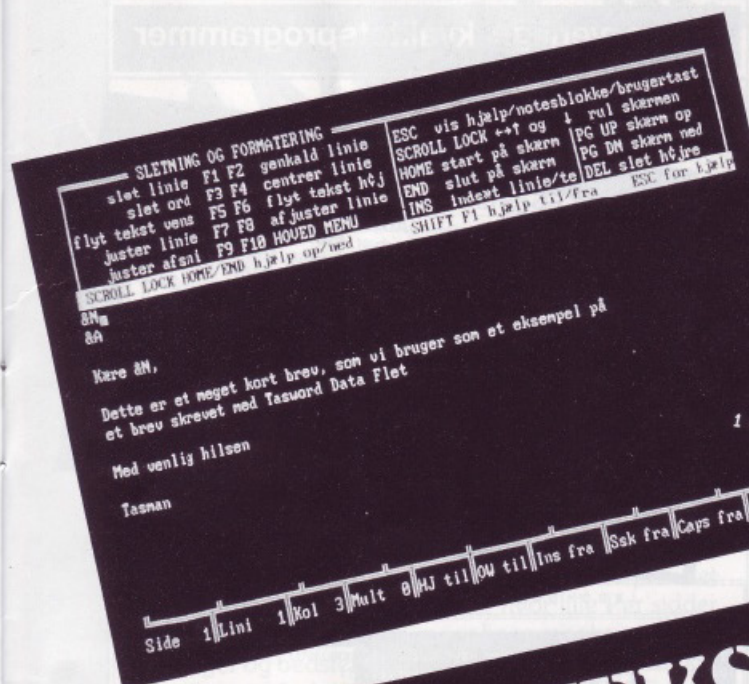 SLETNING OG FORMATERING
slet linie F1 F2 genkald linie
slet ord F3 F4 centrer linie
flyt tekst vens F5 F6 flyt tekst h¢j
juster linie F7 F8 afjuster linie
juster afsni F9 F10 HOVED MENU
ESC vis hjælp/notesblokke/brugertast
SCROLL LOCK ↔↑ og ↓ rul skærmen
HOME start på skærm PG UP skærm op
END slut på skærm PG DN skærm ned
INS indsæt linie/te DEL slet h¢jre
SCROLL LOCK HOME/END hjælp op/ned SHIFT F1 hjælp til/fra ESC for hjælp
&N
&A
Kære &N,
Dette er et meget kort brev, som vi bruger som et eksempel på
et brev skrevet med Tasword Data Flet
Med venlig hilsen
1
Tasman
Side 1 Lini 1 Kol 3 Mult 0 HJ til OW til Ins fra Ssk fra Caps fra